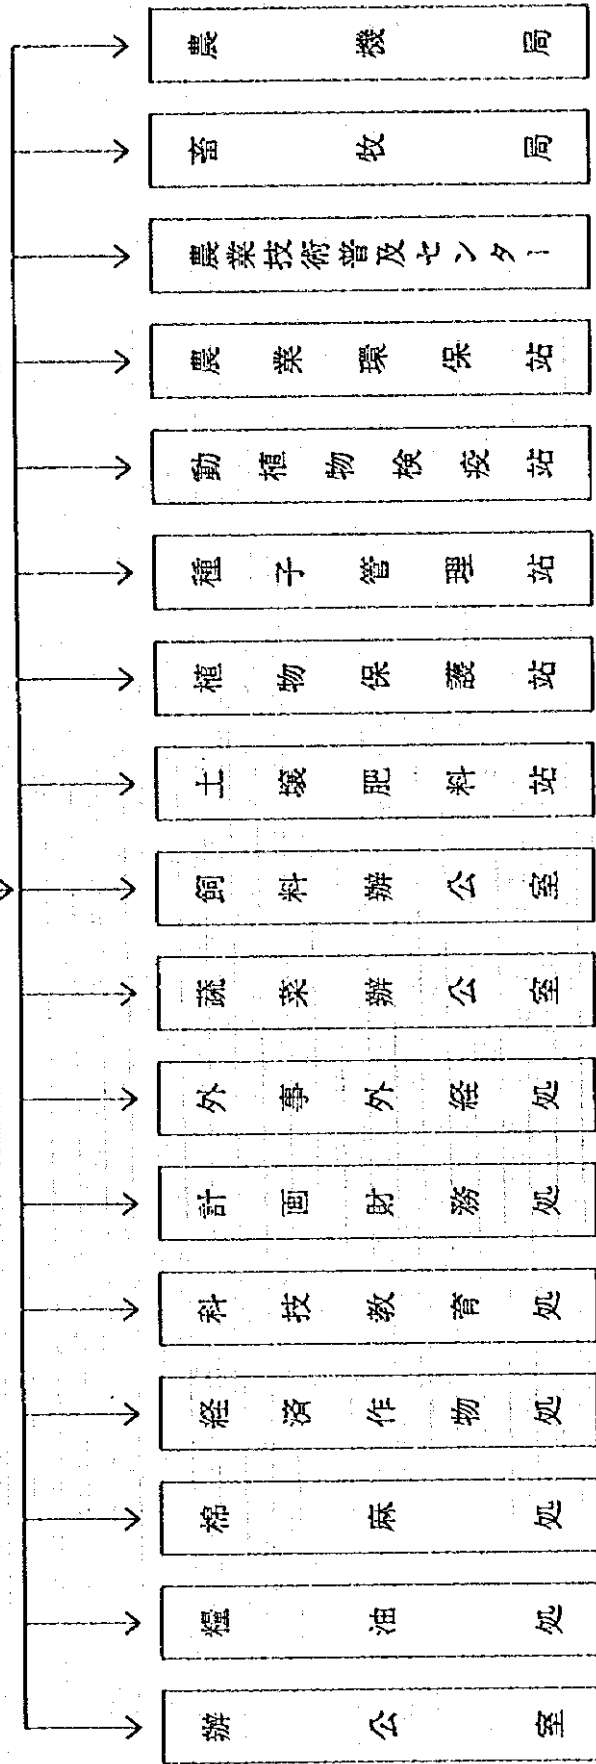 農機局
畜牧局
農業技術普及センター
農業環保站
動植物検疫站
種子管理站
植物保護站
土壌肥料站
飼料辦公室
蔬菜辦公室
外事外経処
計画財務処
科技教育処
経済作物処
棉麻処
糧油処
辦公室